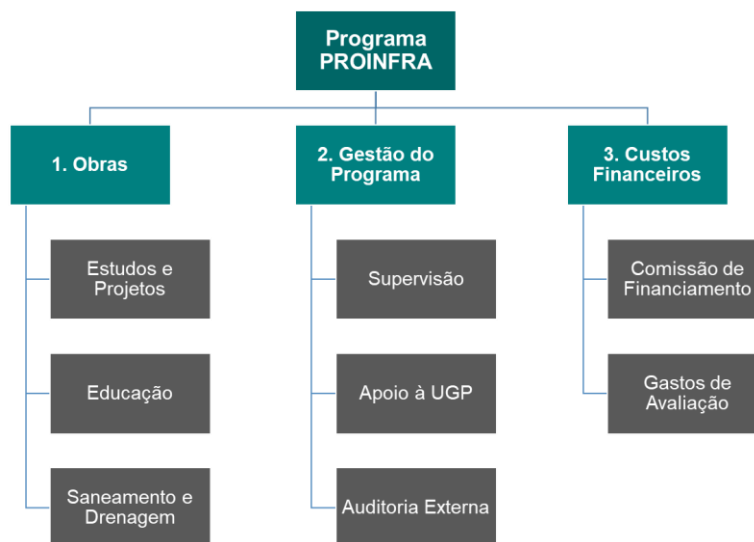 Programa
PROINFRA
1. Obras
Estudos e
Projetos
Educação
Saneamento e
Drenagem
2. Gestão do
Programa
Supervisão
Apoio à UGP
Auditoria Externa
3. Custos
Financeiros
Comissão de
Financiamento
Gastos de
Avaliação